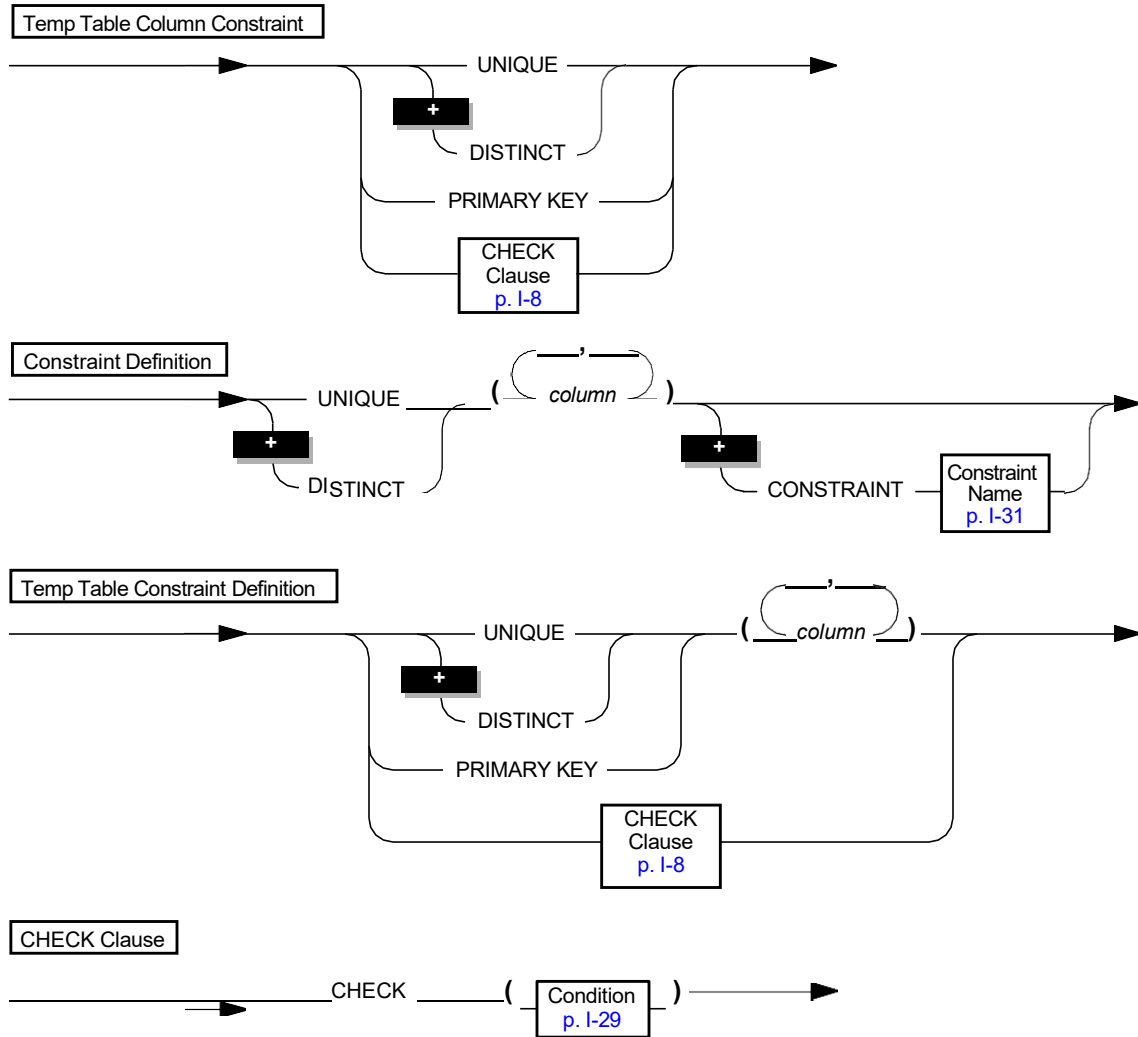 Temp Table Column Constraint
UNIQUE
+
DISTINCT
PRIMARY KEY
CHECK
Clause
p. I-8
Constraint Definition
UNIQUE ( column , )
+
DISTINCT
+
CONSTRAINT
Constraint
Name
p. I-31
Temp Table Constraint Definition
,
UNIQUE ( column )
+
DISTINCT
PRIMARY KEY
CHECK
Clause
p. I-8
CHECK Clause
CHECK ( Condition )
p. I-29